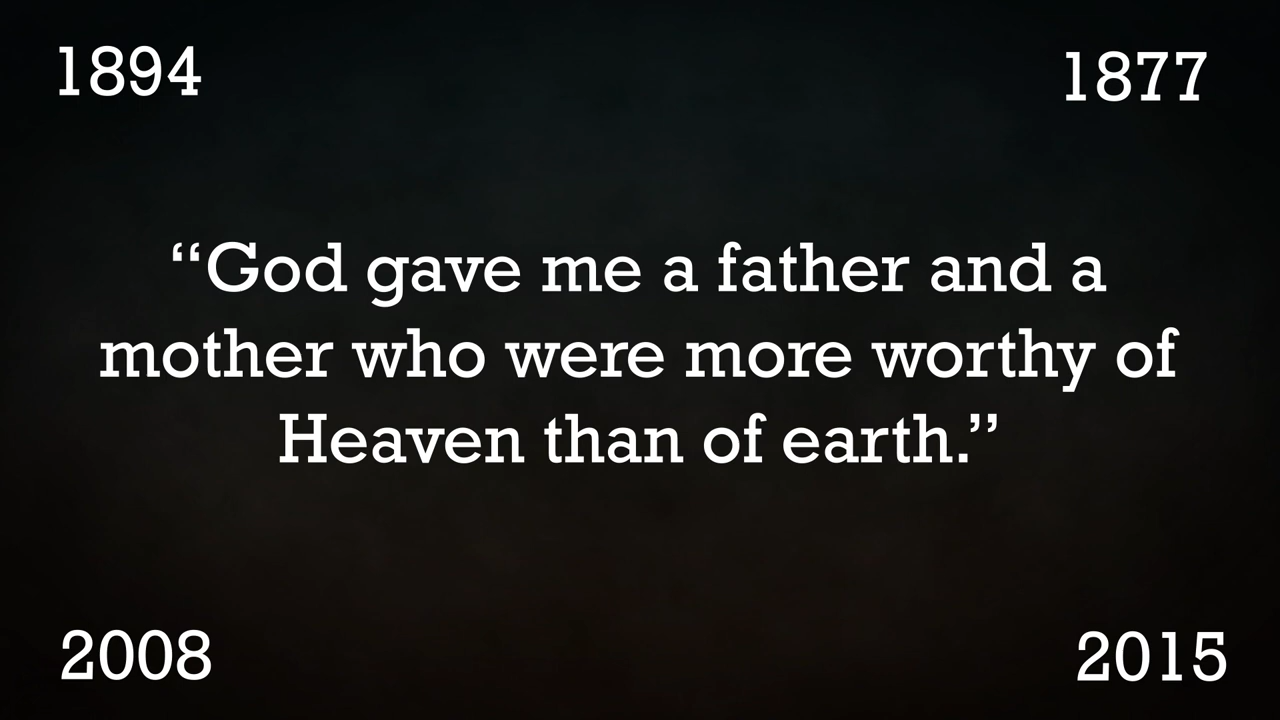 1894
1877
“God gave me a father and a
mother who were more worthy of
Heaven than of earth.”
2008
2015